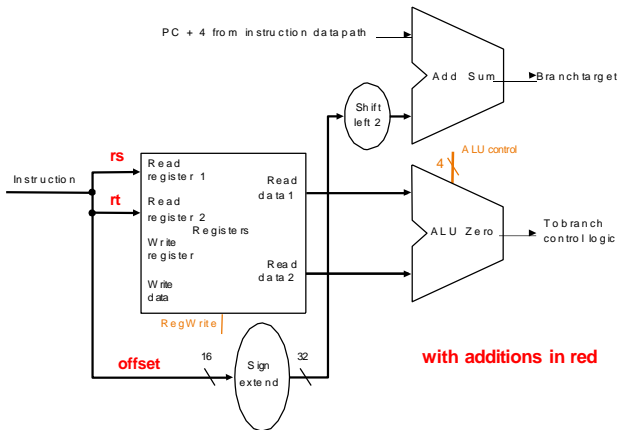 PC + 4 from instruction datapath
Add Sum
Branch target
Shift
left 2
ALU control
4
rs
Read
register 1
Read
data 1
Instruction
rt
Read
register 2
Registers
Write
register
ALU Zero
To branch
control logic
Read
data 2
Write
data
RegWrite
offset
16
Sign
extend
32
with additions in red